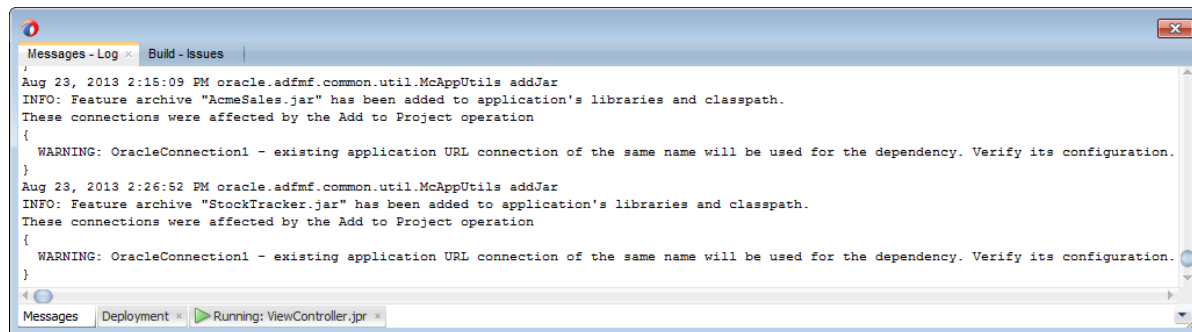 Messages - Log × Build - Issues
}
Aug 23, 2013 2:15:09 PM oracle.adfmf.common.util.McAppUtils addJar
INFO: Feature archive "AcmeSales.jar" has been added to application's libraries and classpath.
These connections were affected by the Add to Project operation
{
WARNING: OracleConnection1 - existing application URL connection of the same name will be used for the dependency. Verify its configuration.
}
Aug 23, 2013 2:26:52 PM oracle.adfmf.common.util.McAppUtils addJar
INFO: Feature archive "StockTracker.jar" has been added to application's libraries and classpath.
These connections were affected by the Add to Project operation
{
WARNING: OracleConnection1 - existing application URL connection of the same name will be used for the dependency. Verify its configuration.
}
Messages Deployment × Running: ViewController.jpr ×